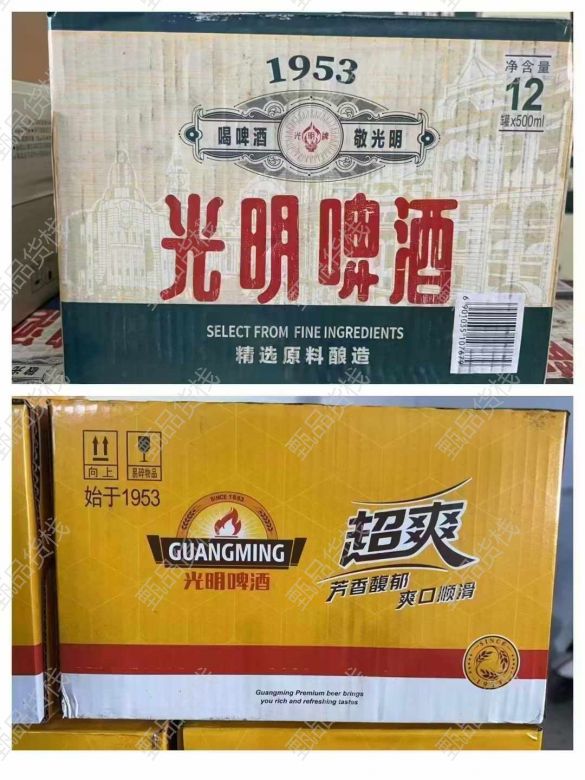 1953
净含量
12
罐x500ml
喝啤酒
光明牌
敬光明
光明啤酒
SELECT FROM FINE INGREDIENTS
精选原料酿造
向上
易碎物品
始于1953
SINCE 1953
GUANGMING
光明啤酒
超爽
芳香馥郁
爽口顺滑
SINCE
1953
Guangming Premium beer brings
you rich and refreshing tastes
甄品货栈